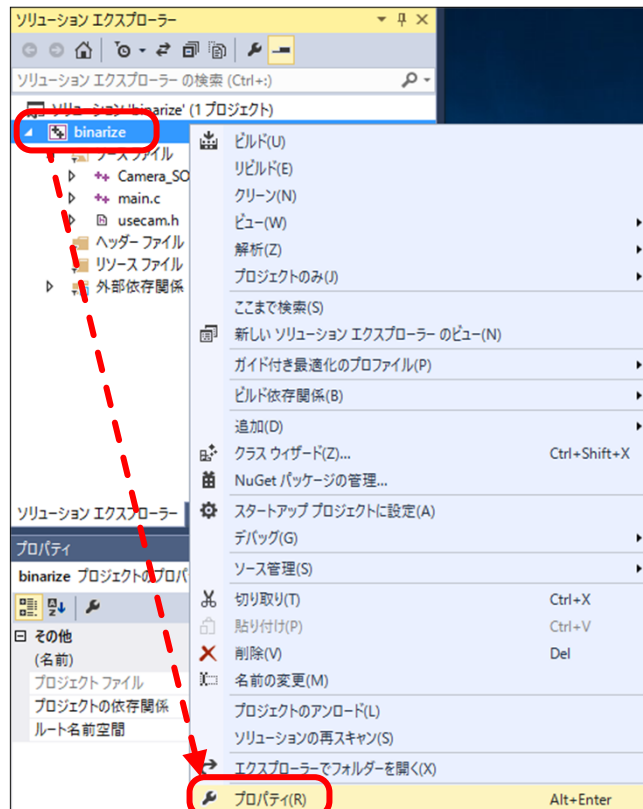 ソリューション エクスプローラー
ソリューション エクスプローラー の検索 (Ctrl+:)
ソリューション 'binarize' (1 プロジェクト)
binarize
ソース ファイル
Camera_SO
main.c
usecam.h
ヘッダー ファイル
リソース ファイル
外部依存関係
ビルド(U)
リビルド(E)
クリーン(N)
ビュー(W)
解析(Z)
プロジェクトのみ(J)
ここまで検索(S)
新しい ソリューション エクスプローラー のビュー(N)
ガイド付き最適化のプロファイル(P)
ビルド依存関係(B)
追加(D)
クラス ウィザード(Z)... Ctrl+Shift+X
NuGet パッケージの管理...
スタートアップ プロジェクトに設定(A)
デバッグ(G)
ソース管理(S)
切り取り(T) Ctrl+X
貼り付け(P) Ctrl+V
削除(V) Del
名前の変更(M)
プロジェクトのアンロード(L)
ソリューションの再スキャン(S)
エクスプローラーでフォルダーを開く(X)
プロパティ(R) Alt+Enter
ソリューション エクスプローラー
プロパティ
binarize プロジェクトのプロパ
その他
(名前)
プロジェクト ファイル
プロジェクトの依存関係
ルート名前空間